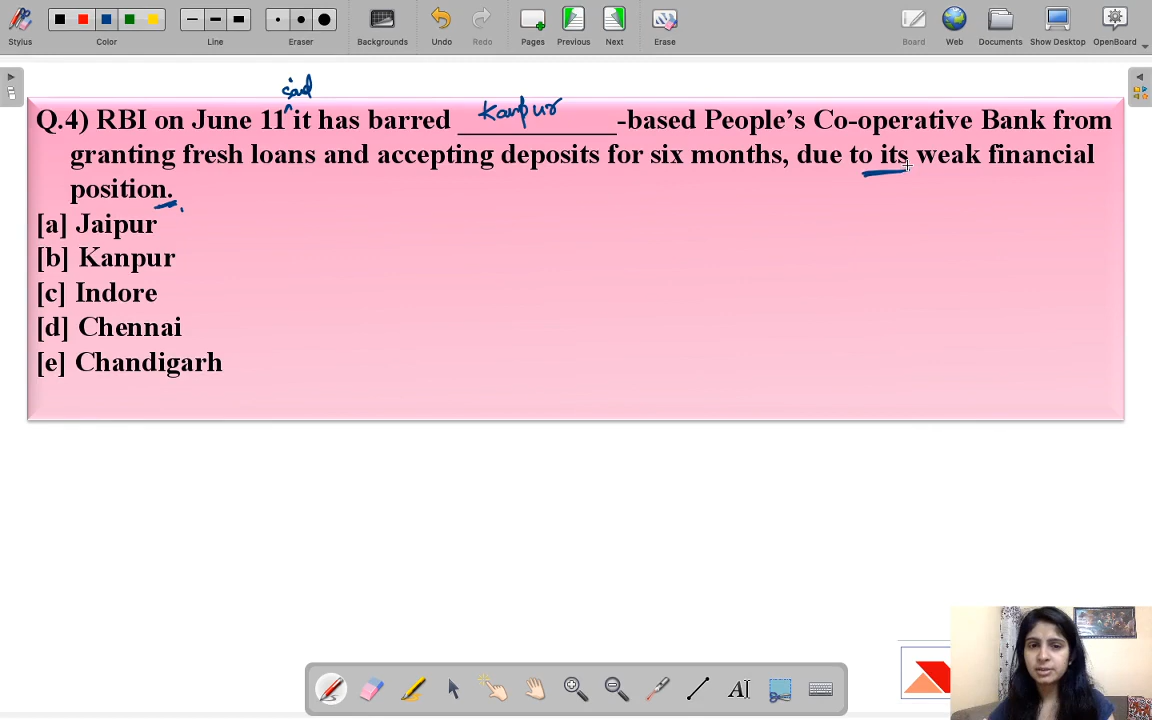 Stylus
Color
Line
Eraser
Backgrounds
Undo
Redo
Pages
Previous
Next
Erase
Board
Web
Documents
Show Desktop
OpenBoard
said
Kanpur
Q.4) RBI on June 11 it has barred ____________-based People’s Co-operative Bank from
granting fresh loans and accepting deposits for six months, due to its weak financial
position.
[a] Jaipur
[b] Kanpur
[c] Indore
[d] Chennai
[e] Chandigarh